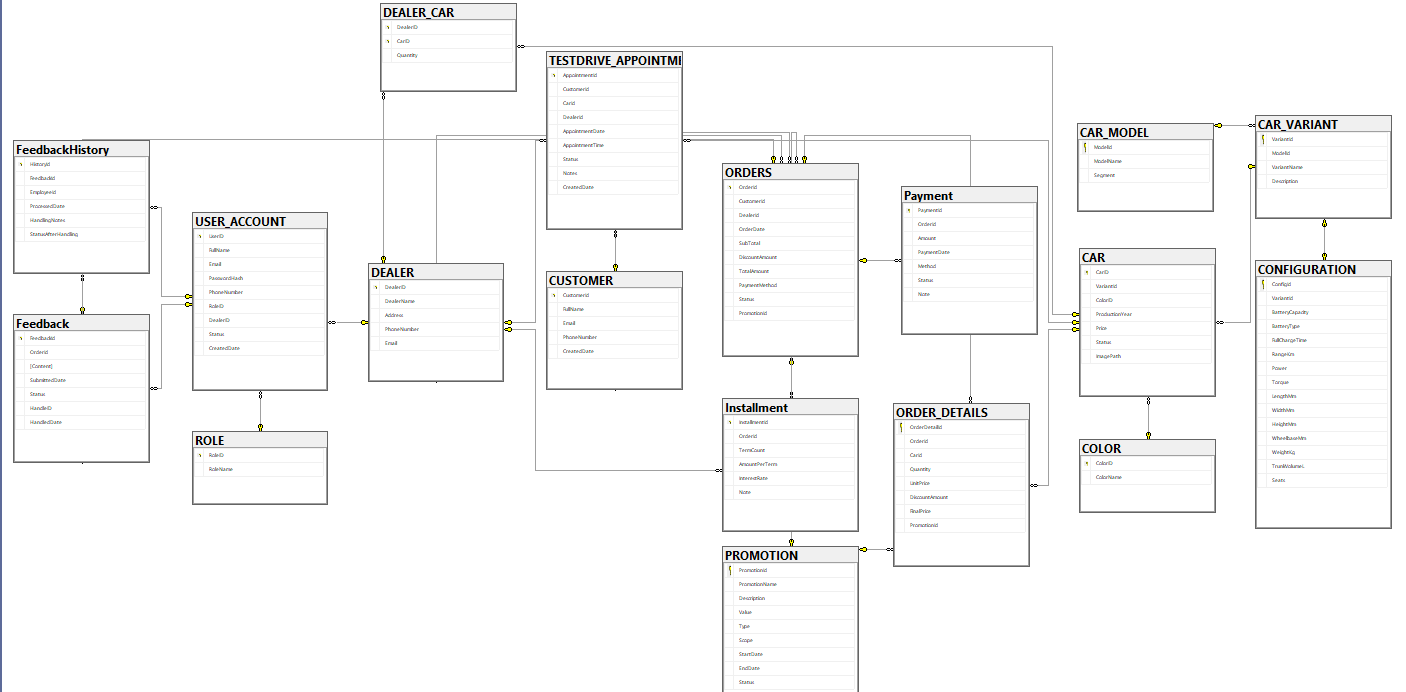 DEALER_CAR
DealerID
CarID
Quantity
TESTDRIVE_APPOINTMI
AppointmentId
CustomerId
CarId
DealerId
AppointmentDate
AppointmentTime
Status
Notes
CreatedDate
FeedbackHistory
HistoryId
FeedbackId
EmployeeId
ProcessedDate
HandlingNotes
StatusAfterHandling
Feedback
FeedbackId
OrderId
[Content]
SubmittedDate
Status
HandleID
HandledDate
USER_ACCOUNT
UserID
FullName
Email
PasswordHash
PhoneNumber
RoleID
DealerID
Status
CreatedDate
ROLE
RoleID
RoleName
DEALER
DealerID
DealerName
Address
PhoneNumber
Email
CUSTOMER
CustomerId
FullName
Email
PhoneNumber
CreatedDate
ORDERS
OrderId
CustomerId
DealerId
OrderDate
SubTotal
DiscountAmount
TotalAmount
PaymentMethod
Status
PromotionId
Payment
PaymentId
OrderId
Amount
PaymentDate
Method
Status
Note
Installment
InstallmentId
OrderId
TermCount
AmountPerTerm
InterestRate
Note
ORDER_DETAILS
OrderDetailId
OrderId
CarId
Quantity
UnitPrice
DiscountAmount
FinalPrice
PromotionId
PROMOTION
PromotionId
PromotionName
Description
Value
Type
Scope
StartDate
EndDate
Status
CAR_MODEL
ModelId
ModelName
Segment
CAR_VARIANT
VariantId
ModelId
VariantName
Description
CAR
CarID
VariantId
ColorID
ProductionYear
Price
Status
ImagePath
COLOR
ColorID
ColorName
CONFIGURATION
ConfigId
VariantId
BatteryCapacity
BatteryType
FullChargeTime
RangeKm
Power
Torque
LengthMm
WidthMm
HeightMm
WheelbaseMm
WeightKg
TrunkVolumeL
Seats